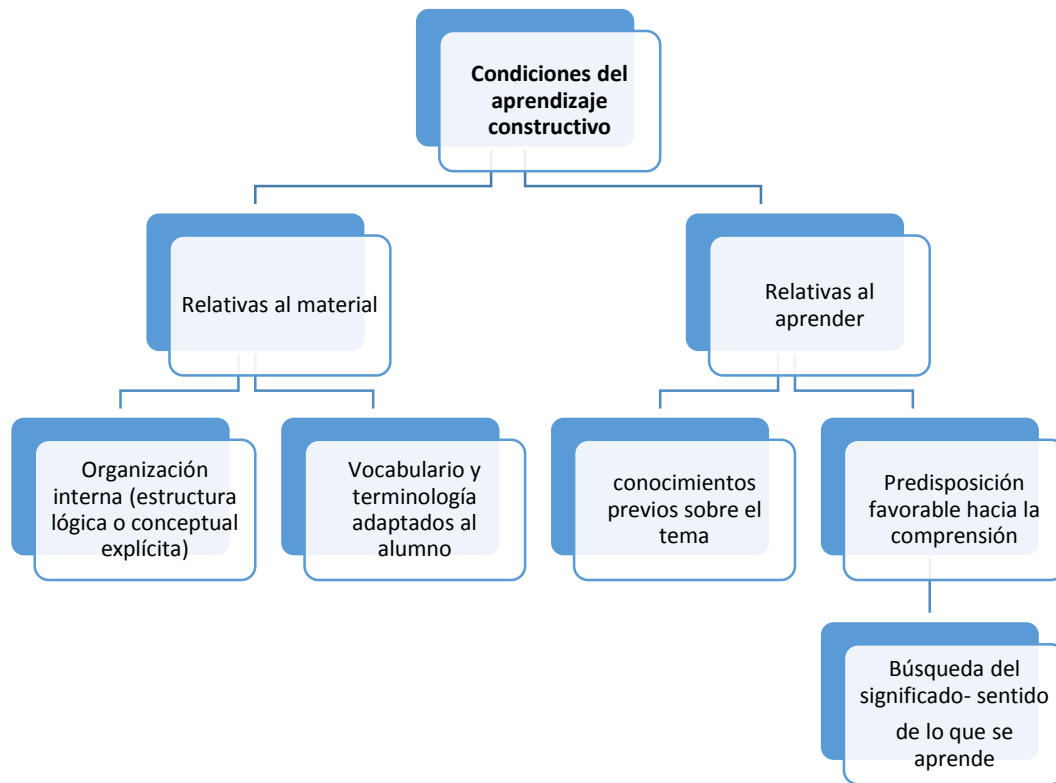 Condiciones del
aprendizaje
constructivo
Relativas al material
Relativas al
aprender
Organización
interna (estructura
lógica o conceptual
explícita)
Vocabulario y
terminología
adaptados al
alumno
conocimientos
previos sobre el
tema
Predisposición
favorable hacia la
comprensión
Búsqueda del
significado- sentido
de lo que se
aprende